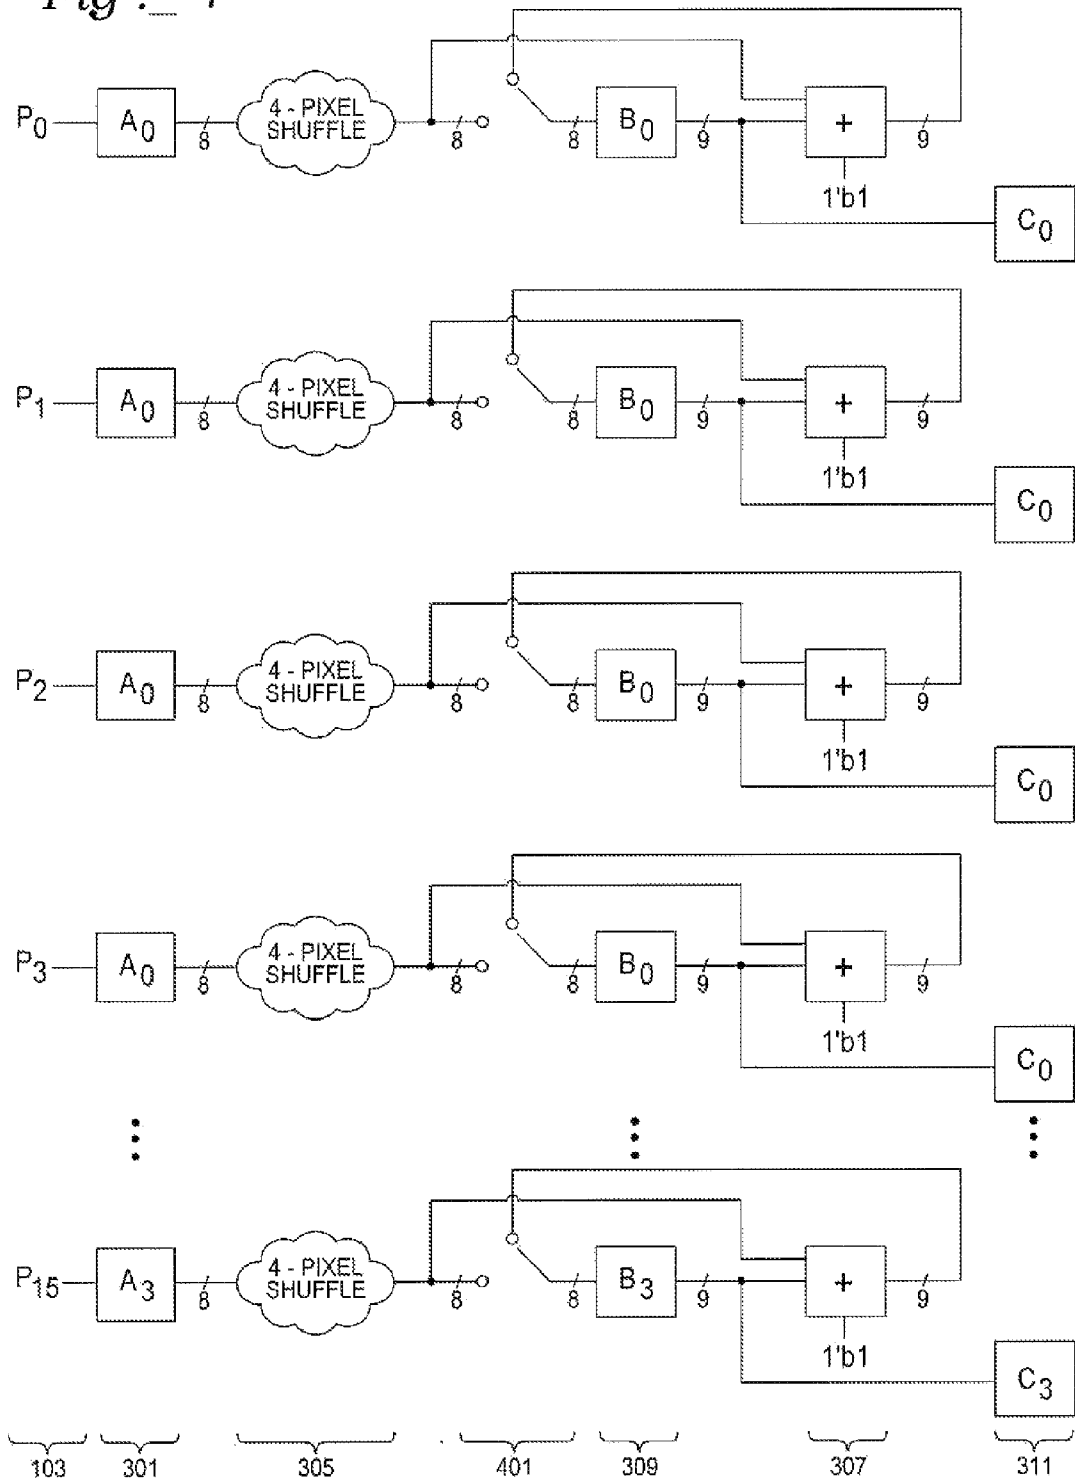 Fig. 4
P0 A0 8 4 - PIXEL SHUFFLE 8 8 B0 9 + 9
1'b1
C0
P1 A0 8 4 - PIXEL SHUFFLE 8 8 B0 9 + 9
1'b1
C0
P2 A0 8 4 - PIXEL SHUFFLE 8 8 B0 9 + 9
1'b1
C0
P3 A0 8 4 - PIXEL SHUFFLE 8 8 B0 9 + 9
1'b1
C0
P15 A3 8 4 - PIXEL SHUFFLE 8 8 B3 9 + 9
1'b1
C3
103 301 305 401 309 307 311